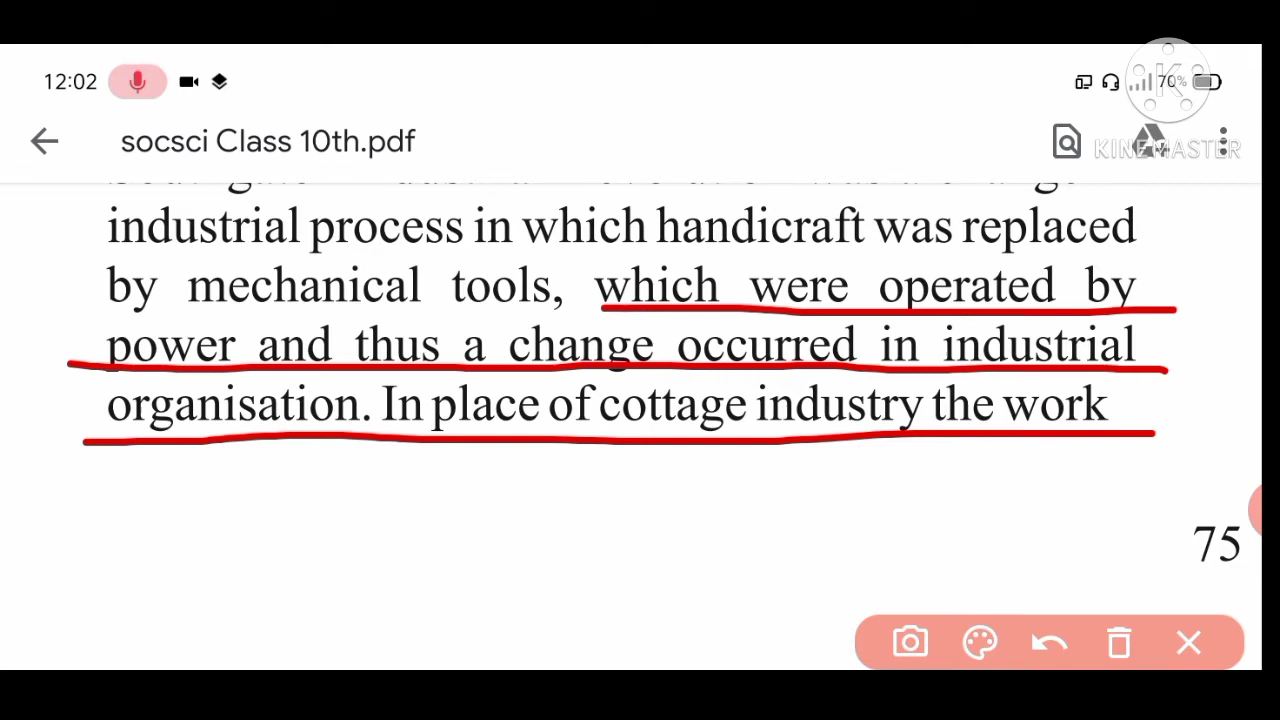 12:02
70%
socsci Class 10th.pdf
KINEMASTER
industrial process in which handicraft was replaced
by mechanical tools, which were operated by
power and thus a change occurred in industrial
organisation. In place of cottage industry the work
75